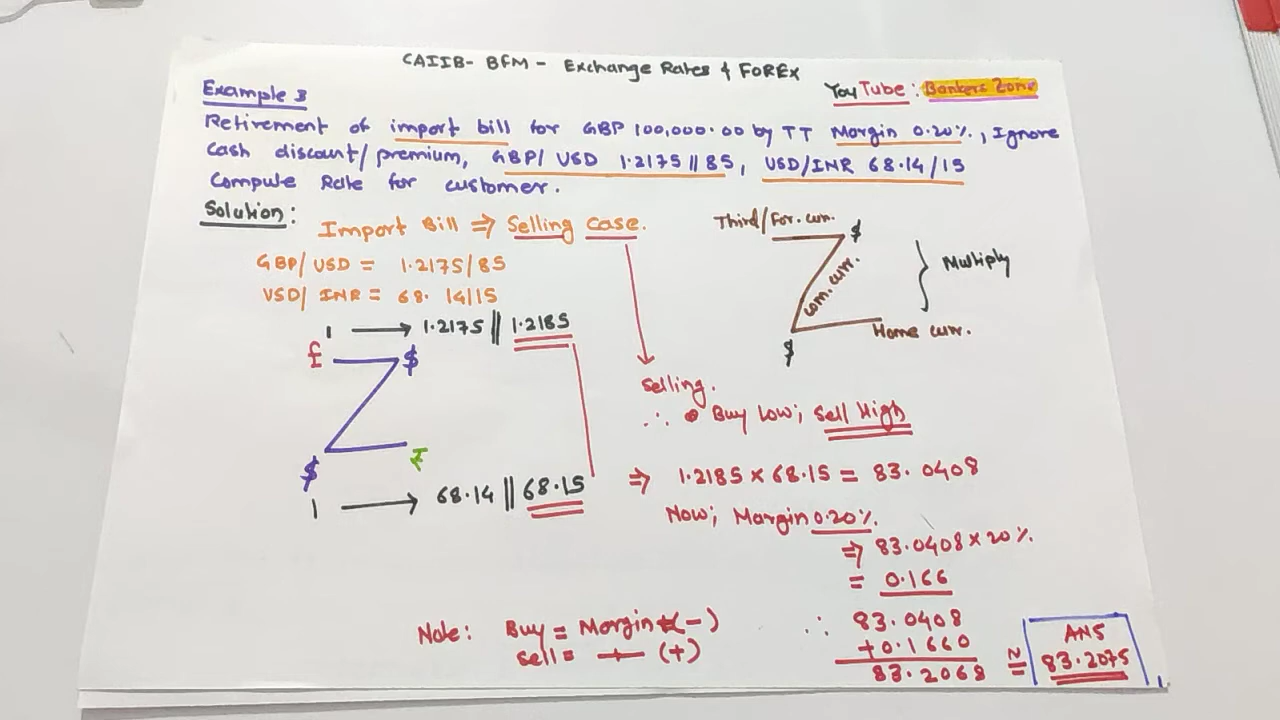 CAIIB- BFM - Exchange Rates & FOREX
YouTube: Bankers Zone
Example 3
Retirement of import bill for GBP 100,000.00 by TT Margin 0.20%, Ignore
Cash discount/premium, GBP/USD 1.2175||85, USD/INR 68.14/15
Compute Rate for customer.
Solution:
Import Bill ⇒ Selling Case.
GBP/USD = 1.2175/85
VSD/INR = 68. 14/15
1 → 1.2175 || 1.2185
£ $
$ ₹
1 → 68.14 || 68.15
Third/For. curr. $
Com. curr.
$ Home curr.
} Multiply
Selling.
∴ Buy Low; Sell High
⇒ 1.2185 x 68.15 = 83.0408
Now; Margin 0.20%.
⇒ 83.0408 x 20%.
= 0.166
∴ 83.0408
+0.1660
83.2068 ≅ ANS
83.2075
Note: Buy = Margin (-)
Sell = (+)